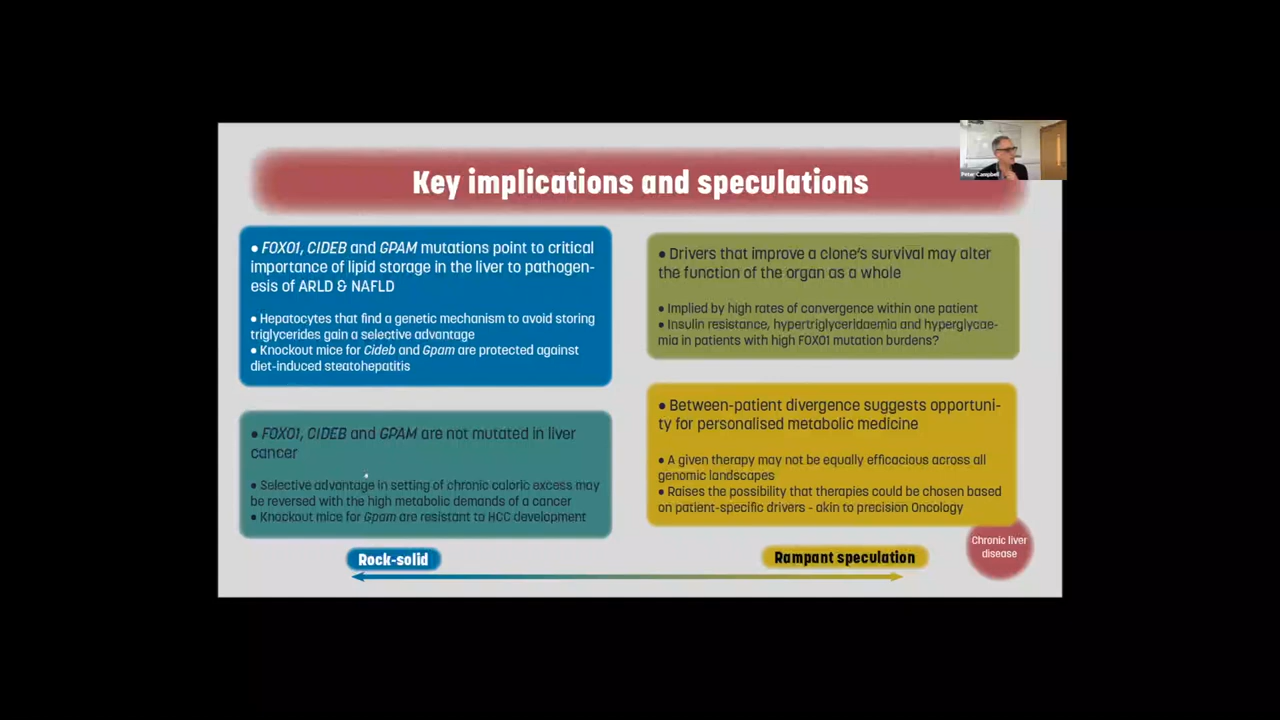 Key implications and speculations
Peter Campbell
● FOXO1, CIDEB and GPAM mutations point to critical
importance of lipid storage in the liver to pathogen-
esis of ARLD & NAFLD
● Hepatocytes that find a genetic mechanism to avoid storing
triglycerides gain a selective advantage
● Knockout mice for Cideb and Gpam are protected against
diet-induced steatohepatitis
● FOXO1, CIDEB and GPAM are not mutated in liver
cancer
● Selective advantage in setting of chronic caloric excess may
be reversed with the high metabolic demands of a cancer
● Knockout mice for Gpam are resistant to HCC development
● Drivers that improve a clone's survival may alter
the function of the organ as a whole
● Implied by high rates of convergence within one patient
● Insulin resistance, hypertriglyceridaemia and hyperglycae-
mia in patients with high FOXO1 mutation burdens?
● Between-patient divergence suggests opportuni-
ty for personalised metabolic medicine
● A given therapy may not be equally efficacious across all
genomic landscapes
● Raises the possibility that therapies could be chosen based
on patient-specific drivers - akin to precision Oncology
Rock-solid
Rampant speculation
Chronic liver
disease